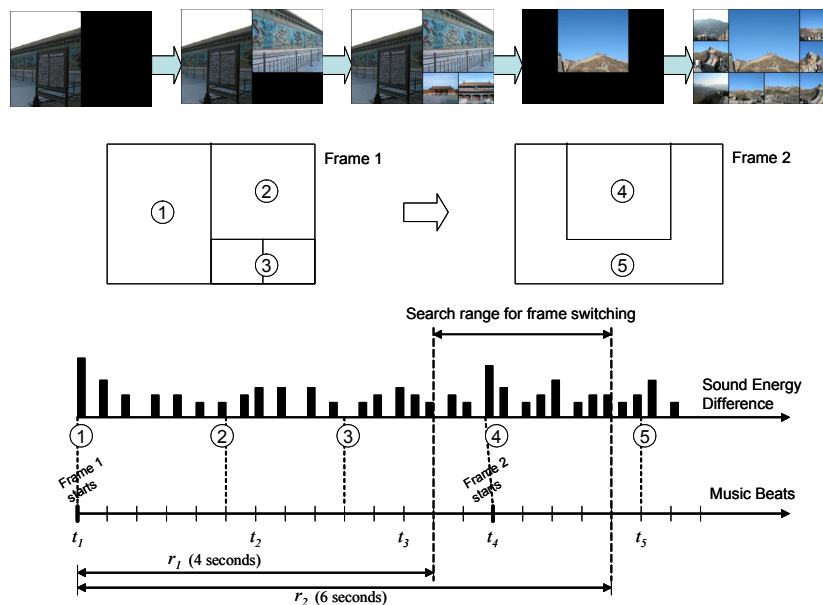 Frame 1
Frame 2
①
②
③
④
⑤
Search range for frame switching
Sound Energy
Difference
①
②
③
④
⑤
Frame 1
starts
Frame 2
starts
Music Beats
t1
t2
t3
t4
t5
r1 (4 seconds)
r2 (6 seconds)